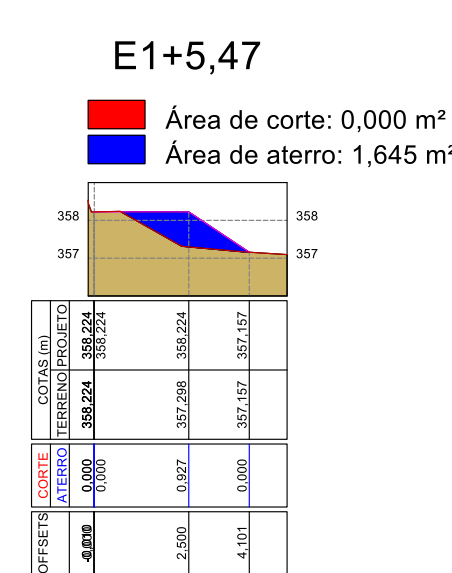 E1+5,47
Área de corte: 0,000 m²
Área de aterro: 1,645 m²
358 358
357 357
COTAS (m)
PROJETO 358,224 358,224 358,224 357,157
TERRENO 358,224 357,298 357,157
CORTE
ATERRO 0,000 0,000 0,927 0,000
OFFSETS 2,500 4,101